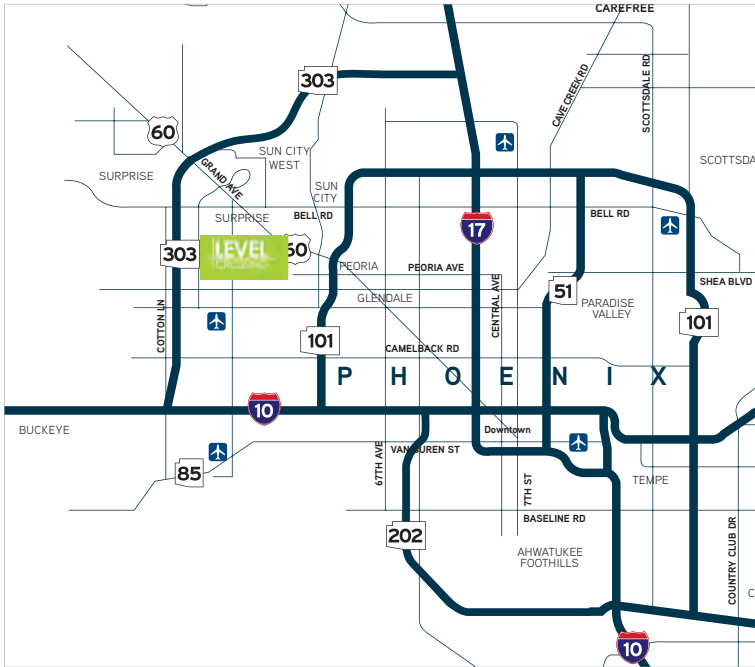 CAREFREE
303
CAVE CREEK RD
SCOTTSDALE RD
60
SUN CITY
WEST
SCOTTSDA
SURPRISE
GRAND AVE
SUN
CITY
SURPRISE
BELL RD
BELL RD
17
303
LEVEL
CROSSING
60
PEORIA
PEORIA AVE
SHEA BLVD
51
GLENDALE
CENTRAL AVE
PARADISE
VALLEY
COTTON LN
101
101
CAMELBACK RD
PHOENIX
10
BUCKEYE
Downtown
67TH AVE
VAN BUREN ST
85
7TH ST
TEMPE
BASELINE RD
202
COUNTRY CLUB DR
AHWATUKEE
FOOTHILLS
C
10